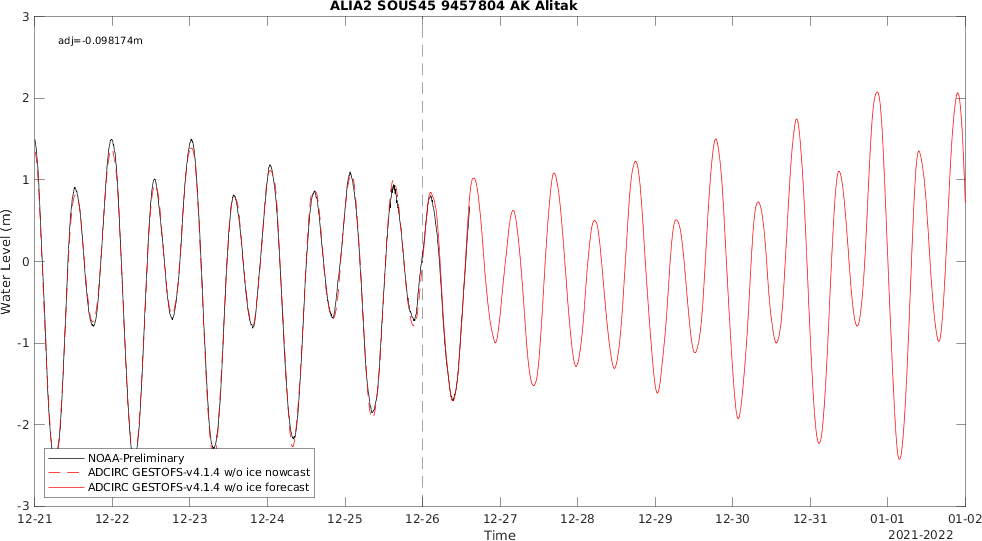 ALIA2 SOUS45 9457804 AK Alitak
adj=-0.098174m
3
2
1
0
-1
-2
-3
Water Level (m)
NOAA-Preliminary
ADCIRC GESTOFS-v4.1.4 w/o ice nowcast
ADCIRC GESTOFS-v4.1.4 w/o ice forecast
12-21 12-22 12-23 12-24 12-25 12-26 12-27 12-28 12-29 12-30 12-31 01-01 01-02
Time
2021-2022